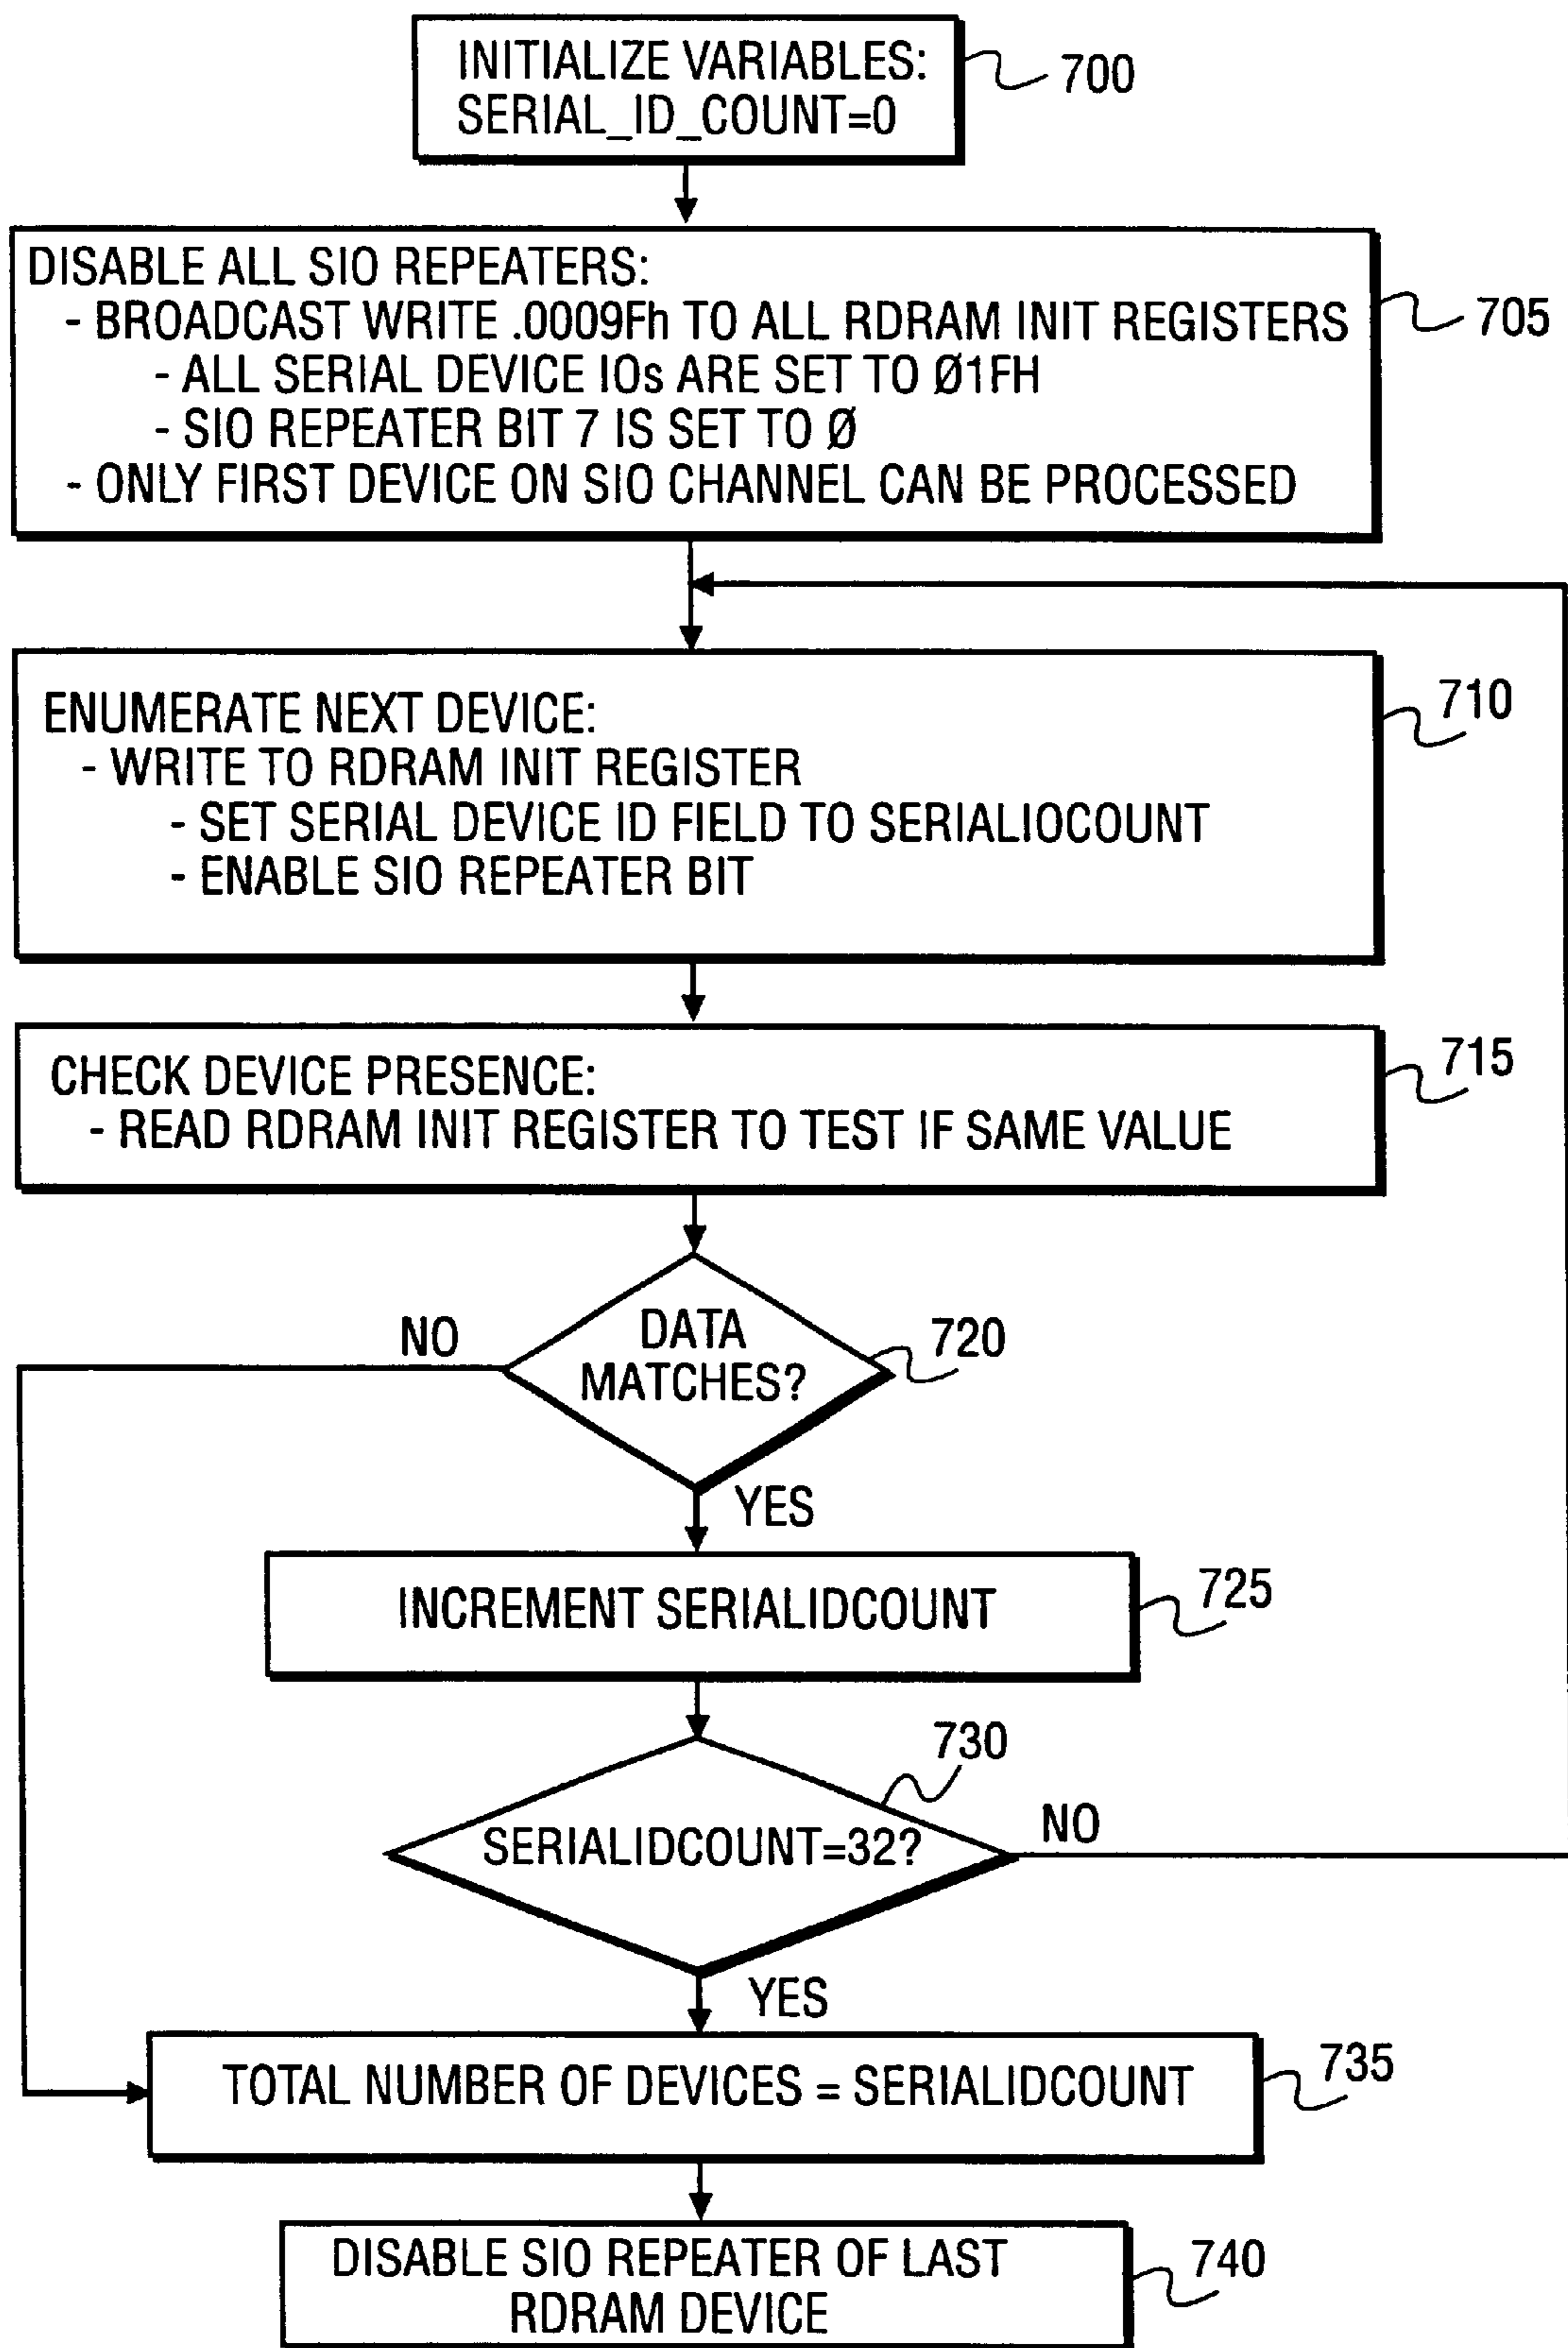 INITIALIZE VARIABLES:
SERIAL_ID_COUNT=0
700
DISABLE ALL SIO REPEATERS:
- BROADCAST WRITE .0009Fh TO ALL RDRAM INIT REGISTERS
- ALL SERIAL DEVICE IOs ARE SET TO Ø1FH
- SIO REPEATER BIT 7 IS SET TO Ø
- ONLY FIRST DEVICE ON SIO CHANNEL CAN BE PROCESSED
705
ENUMERATE NEXT DEVICE:
- WRITE TO RDRAM INIT REGISTER
- SET SERIAL DEVICE ID FIELD TO SERIALIOCOUNT
- ENABLE SIO REPEATER BIT
710
CHECK DEVICE PRESENCE:
- READ RDRAM INIT REGISTER TO TEST IF SAME VALUE
715
NO
DATA
MATCHES?
720
YES
INCREMENT SERIALIDCOUNT
725
730
SERIALIDCOUNT=32?
NO
YES
TOTAL NUMBER OF DEVICES = SERIALIDCOUNT
735
DISABLE SIO REPEATER OF LAST
RDRAM DEVICE
740